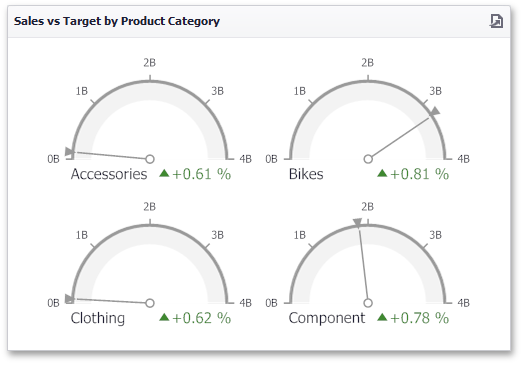 Sales vs Target by Product Category
2B
2B
1B
3B
1B
3B
0B
4B
0B
4B
Accessories
+0.61 %
Bikes
+0.81 %
2B
2B
1B
3B
1B
3B
0B
4B
0B
4B
Clothing
+0.62 %
Component
+0.78 %